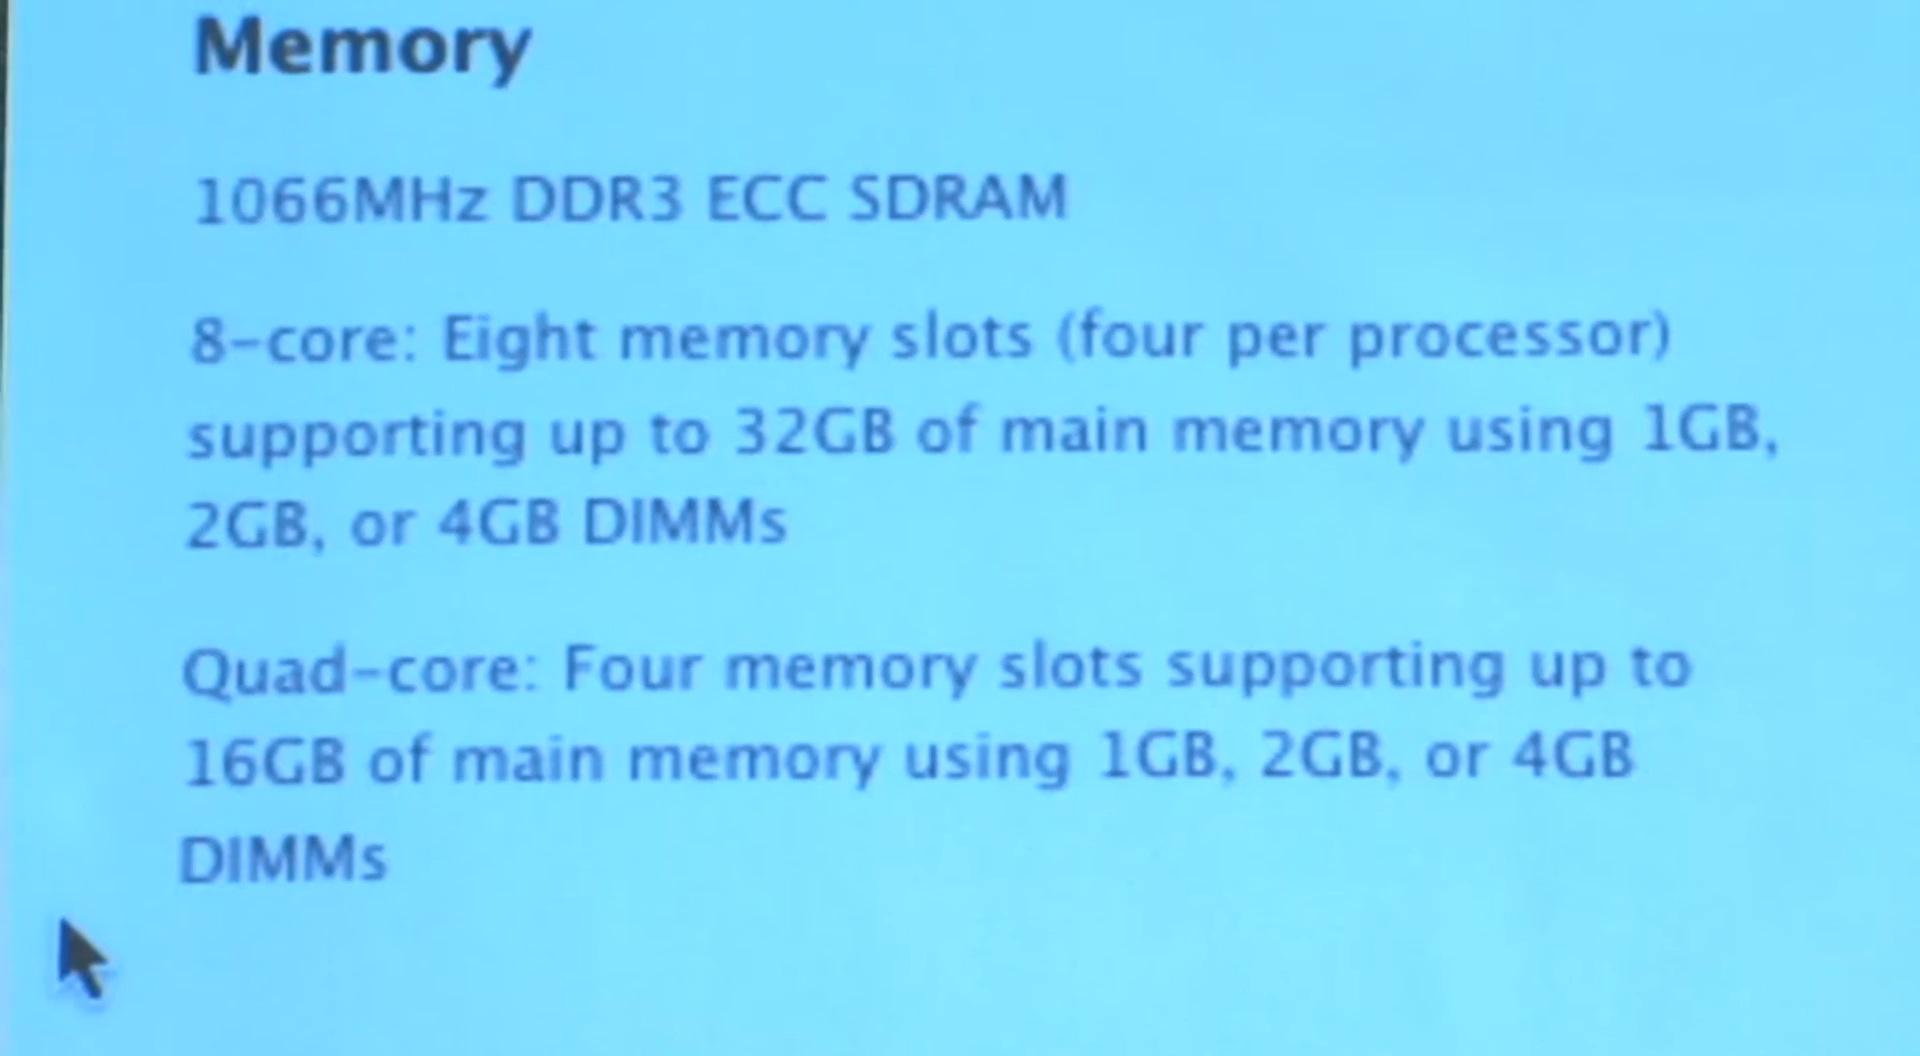 Memory
1066MHz DDR3 ECC SDRAM
8-core: Eight memory slots (four per processor)
supporting up to 32GB of main memory using 1GB,
2GB, or 4GB DIMMs
Quad-core: Four memory slots supporting up to
16GB of main memory using 1GB, 2GB, or 4GB
DIMMs